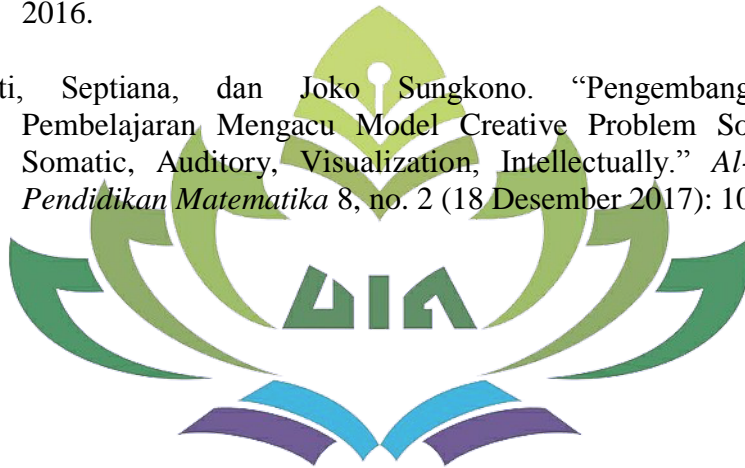 2016.
ti, Septiana, dan Joko Sungkono. “Pengembang
Pembelajaran Mengacu Model Creative Problem So
Somatic, Auditory, Visualization, Intellectually.” Al-
Pendidikan Matematika 8, no. 2 (18 Desember 2017): 10
UIN